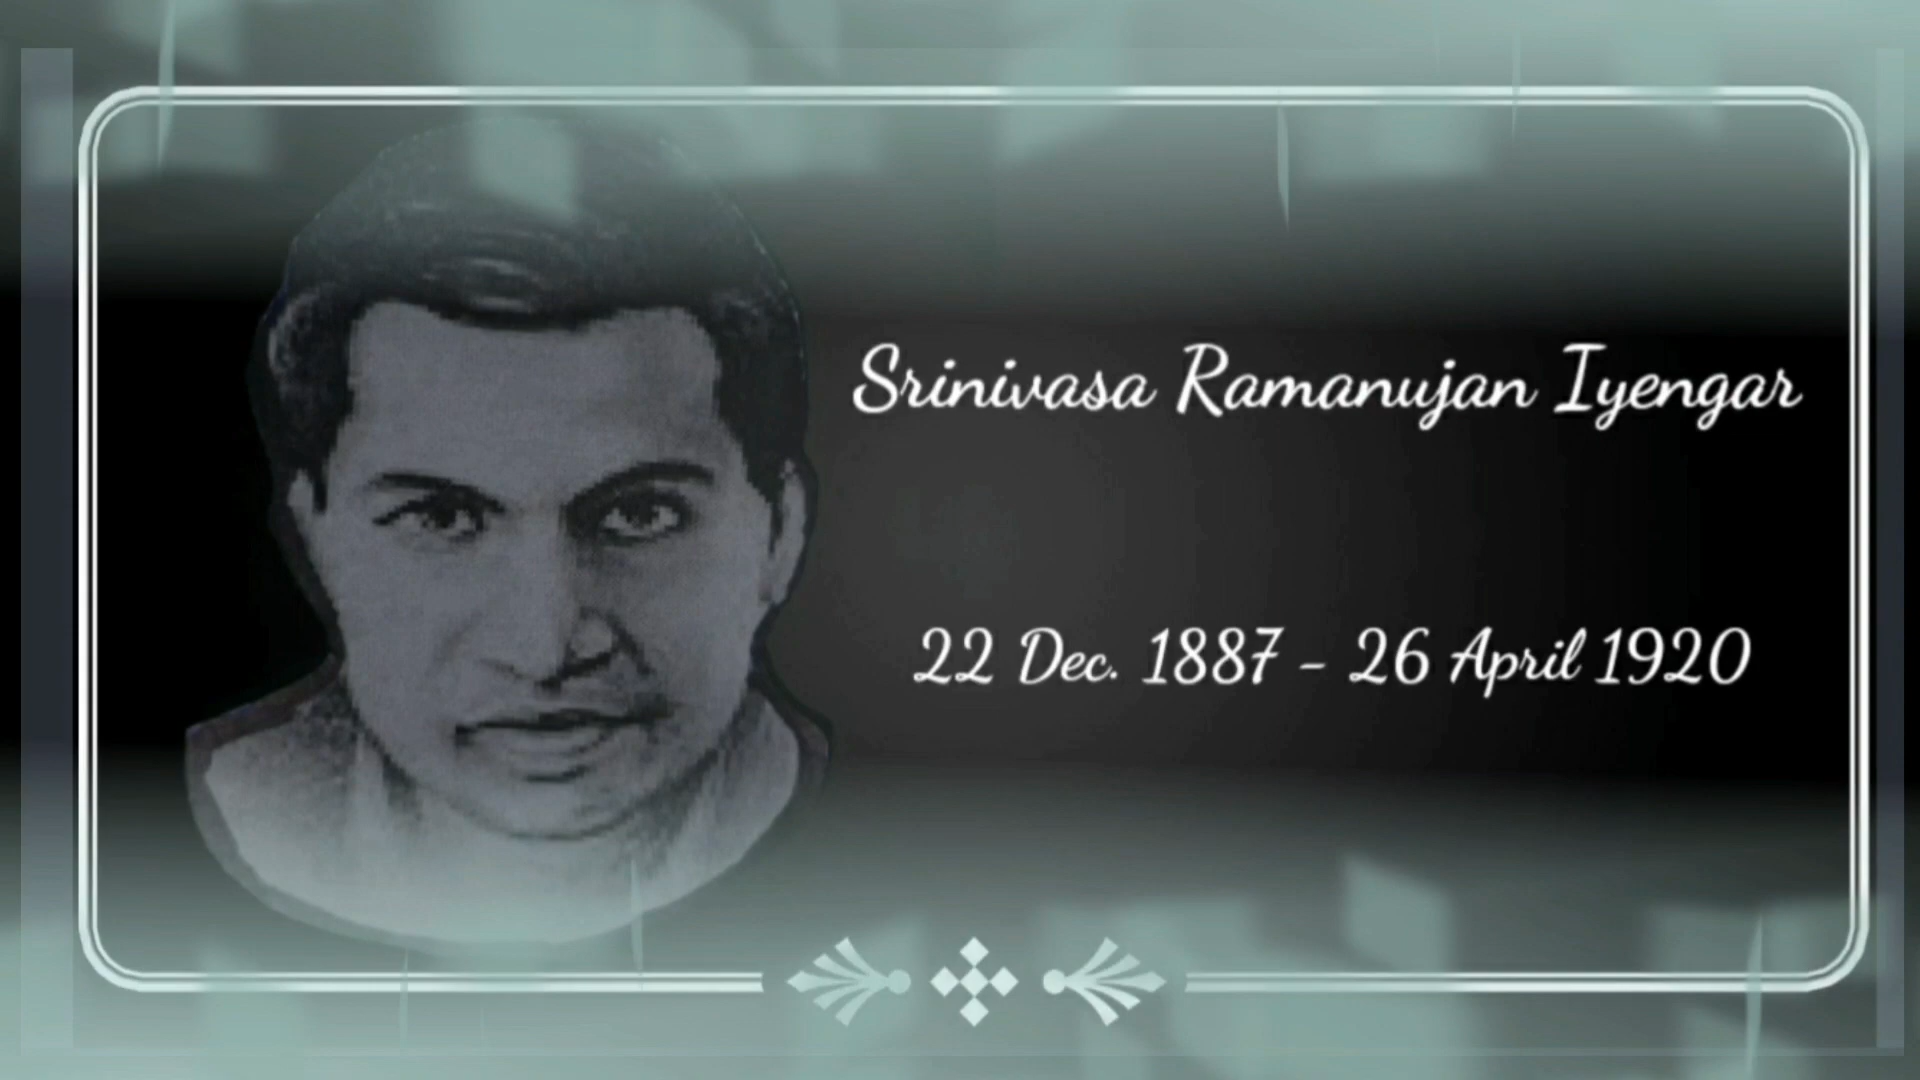 Srinivasa Ramanujan Iyengar
22 Dec. 1887 - 26 April 1920